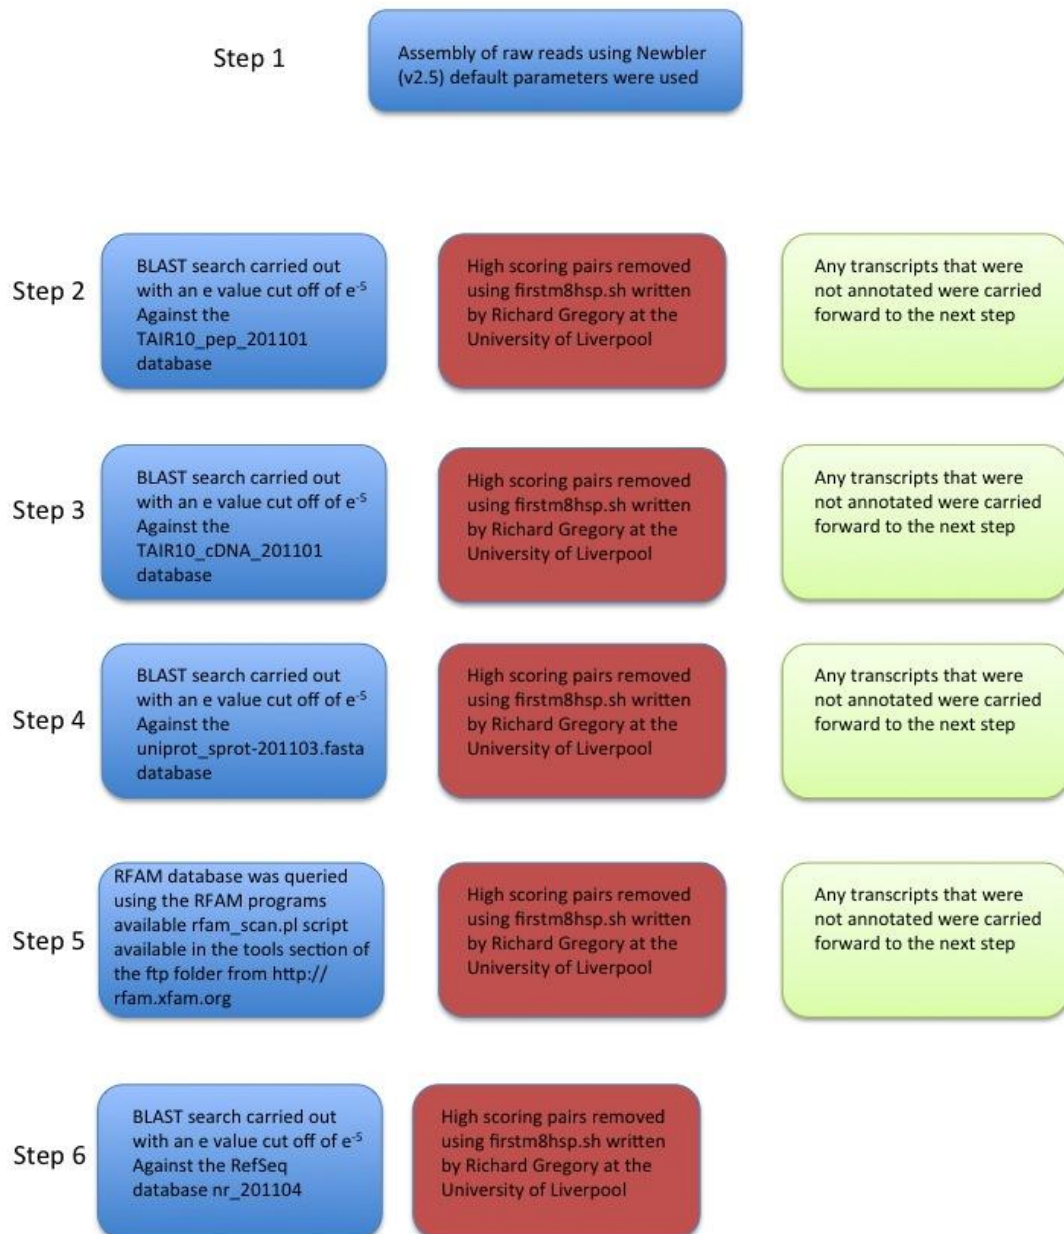 Step 1
Assembly of raw reads using Newbler
(v2.5) default parameters were used
Step 2
BLAST search carried out
with an e value cut off of e⁻⁵
Against the
TAIR10_pep_201101
database
High scoring pairs removed
using firstm8hsp.sh written
by Richard Gregory at the
University of Liverpool
Any transcripts that were
not annotated were carried
forward to the next step
Step 3
BLAST search carried out
with an e value cut off of e⁻⁵
Against the
TAIR10_cDNA_201101
database
High scoring pairs removed
using firstm8hsp.sh written
by Richard Gregory at the
University of Liverpool
Any transcripts that were
not annotated were carried
forward to the next step
Step 4
BLAST search carried out
with an e value cut off of e⁻⁵
Against the
uniprot_sprot-201103.fasta
database
High scoring pairs removed
using firstm8hsp.sh written
by Richard Gregory at the
University of Liverpool
Any transcripts that were
not annotated were carried
forward to the next step
Step 5
RFAM database was queried
using the RFAM programs
available rfam_scan.pl script
available in the tools section of
the ftp folder from http://
rfam.xfam.org
High scoring pairs removed
using firstm8hsp.sh written
by Richard Gregory at the
University of Liverpool
Any transcripts that were
not annotated were carried
forward to the next step
Step 6
BLAST search carried out
with an e value cut off of e⁻⁵
Against the RefSeq
database nr_201104
High scoring pairs removed
using firstm8hsp.sh written
by Richard Gregory at the
University of Liverpool